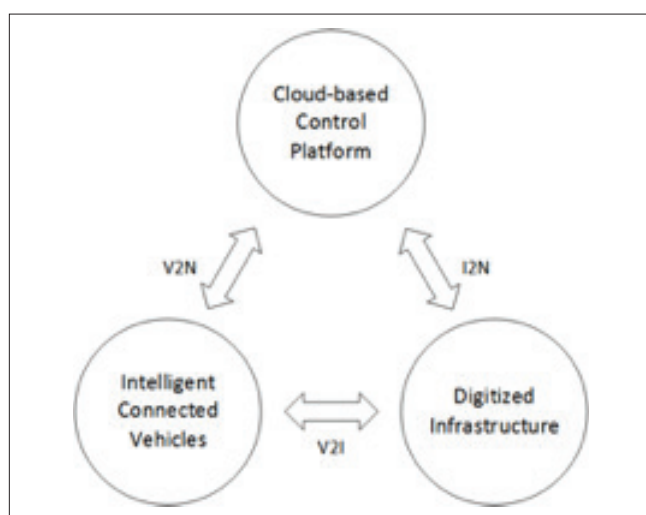 Cloud-based
Control
Platform
V2N
I2N
Intelligent
Connected
Vehicles
V2I
Digitized
Infrastructure